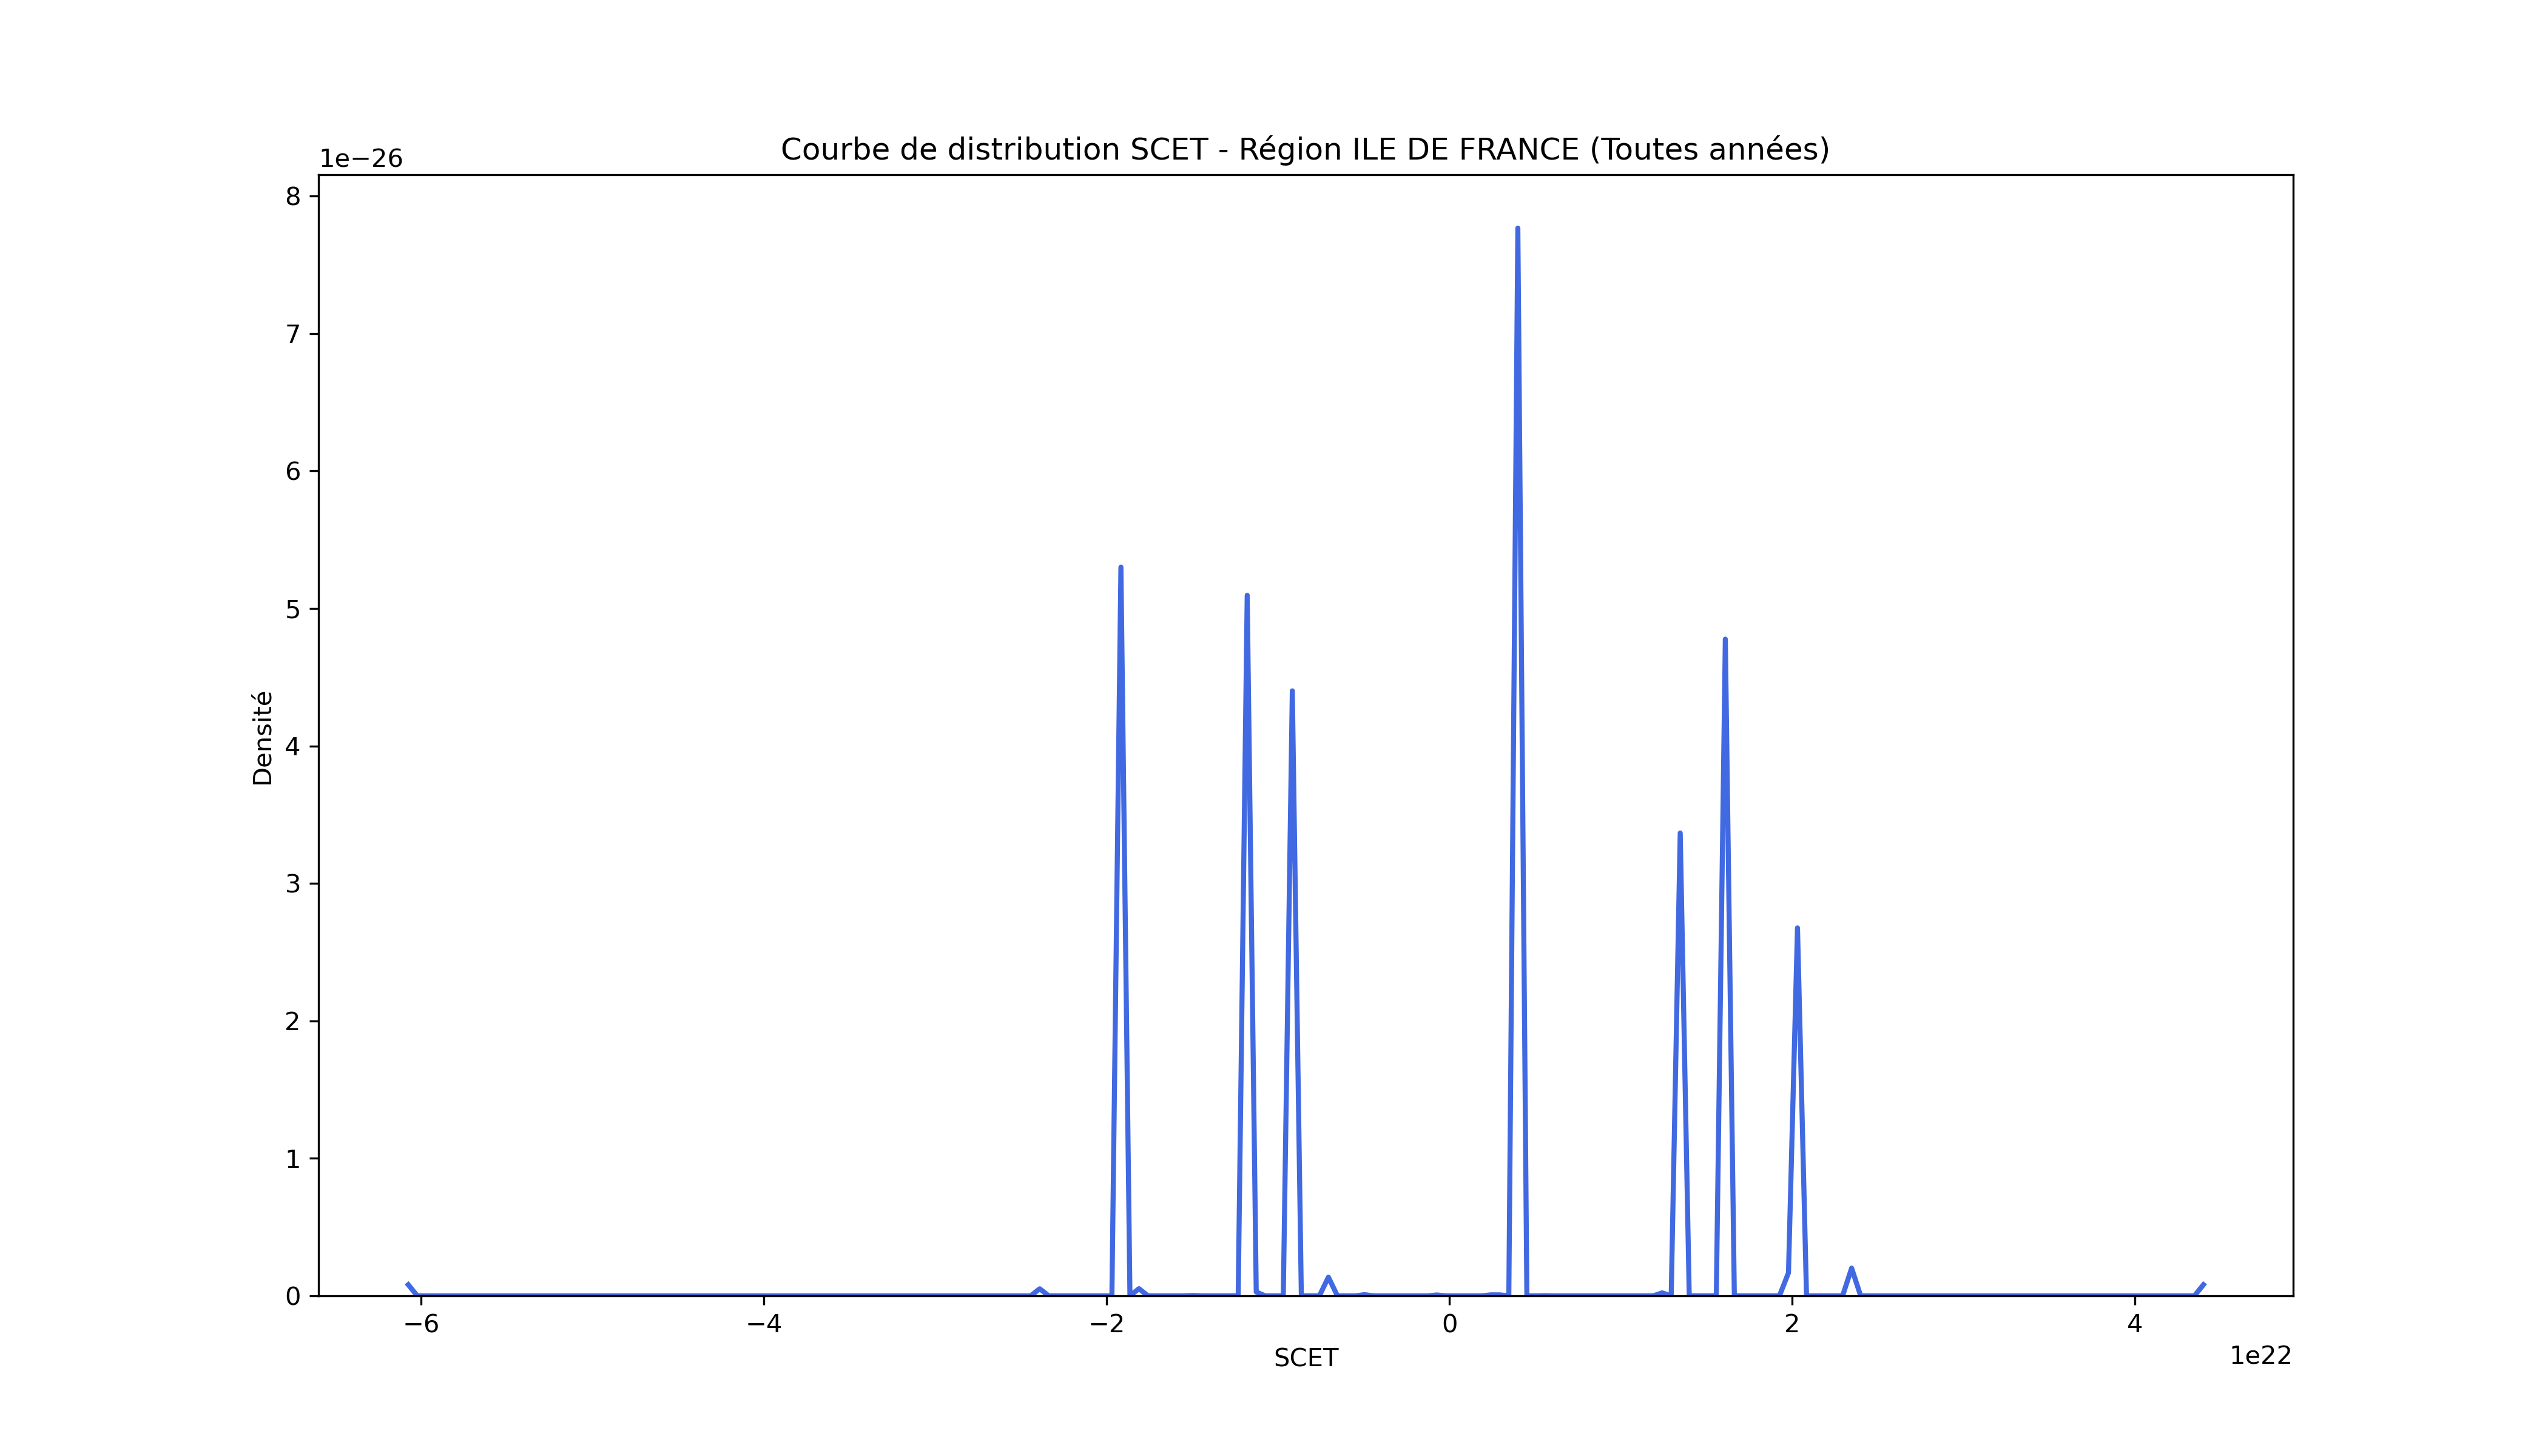 Courbe de distribution SCET - Région ILE DE FRANCE (Toutes années)
1e−26
8
7
6
5
4
3
2
1
0
Densité
−6 −4 −2 0 2 4
SCET
1e22